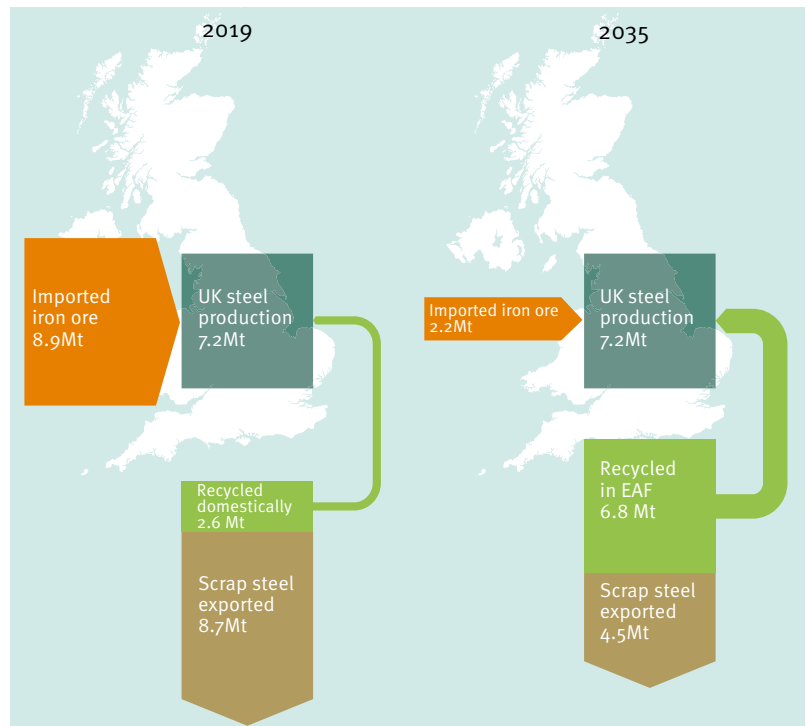 2019
Imported
iron ore
8.9Mt
UK steel
production
7.2Mt
Recycled
domestically
2.6 Mt
Scrap steel
exported
8.7Mt
2035
Imported iron ore
2.2Mt
UK steel
production
7.2Mt
Recycled
in EAF
6.8 Mt
Scrap steel
exported
4.5Mt